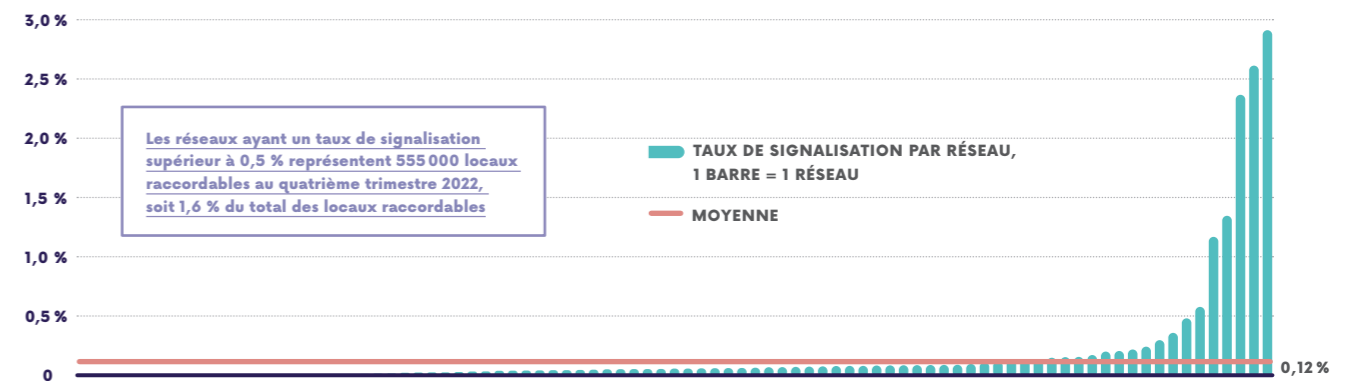 3,0 %
2,5 %
2,0 %
1,5 %
1,0 %
0,5 %
0
Les réseaux ayant un taux de signalisation
supérieur à 0,5 % représentent 555 000 locaux
raccordables au quatrième trimestre 2022,
soit 1,6 % du total des locaux raccordables
TAUX DE SIGNALISATION PAR RÉSEAU,
1 BARRE = 1 RÉSEAU
MOYENNE
0,12 %